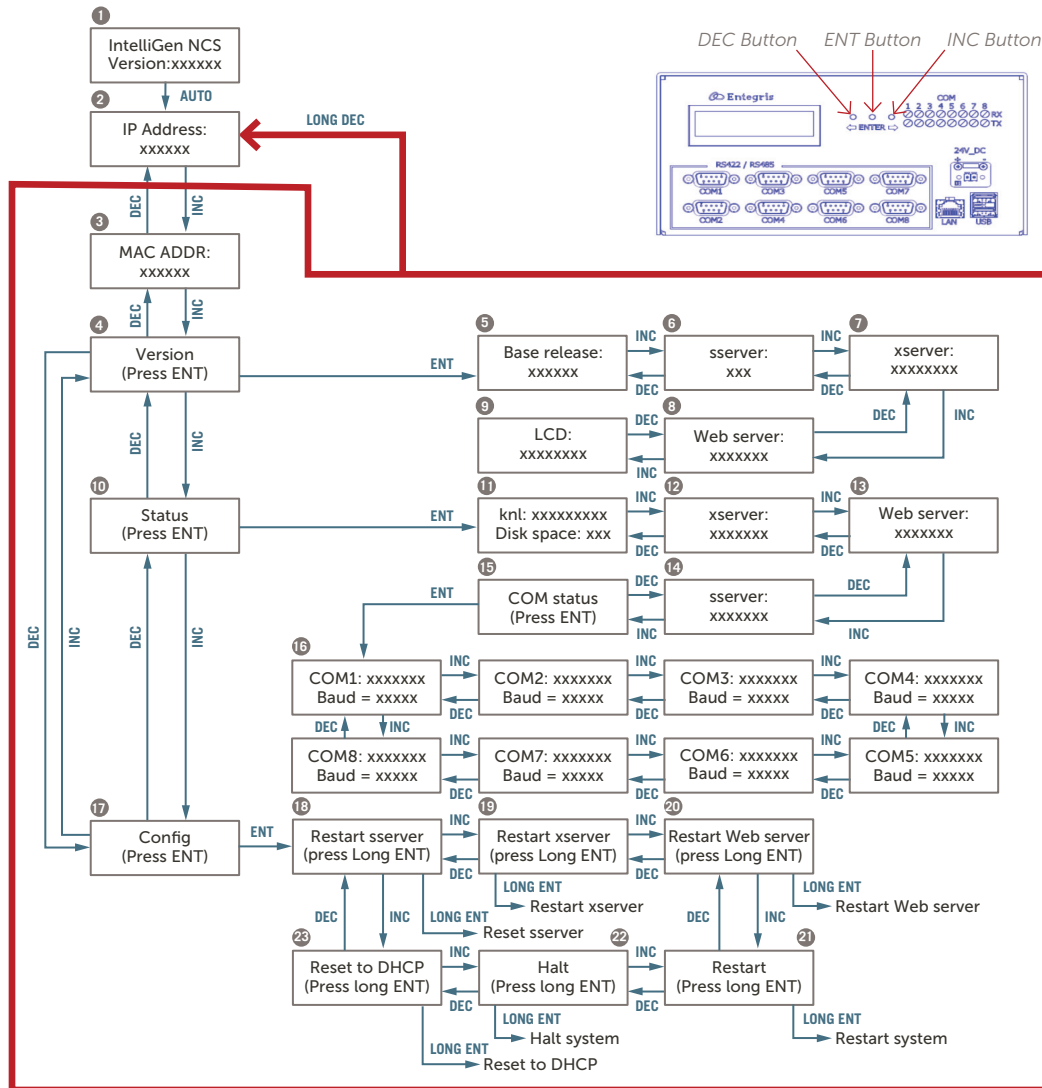 1
IntelliGen NCS
Version:xxxxxx
AUTO
2
IP Address:
xxxxxx
LONG DEC
DEC
INC
3
MAC ADDR:
xxxxxx
DEC
INC
DEC Button
ENT Button
INC Button
Entegris
ENTER
COM
1 2 3 4 5 6 7 8
RX
TX
24V_DC
+ -
RS422 / RS485
COM1
COM3
COM5
COM7
COM2
COM4
COM6
COM8
LAN
USB
4
Version
(Press ENT)
ENT
5
Base release:
xxxxxx
INC
DEC
6
sserver:
xxx
INC
DEC
7
xserver:
xxxxxxxx
DEC
INC
9
LCD:
xxxxxxxx
DEC
INC
8
Web server:
xxxxxxx
DEC
INC
10
Status
(Press ENT)
ENT
11
knl: xxxxxxxxx
Disk space: xxx
INC
DEC
12
xserver:
xxxxxxx
INC
DEC
13
Web server:
xxxxxxx
15
COM status
(Press ENT)
ENT
DEC
INC
14
sserver:
xxxxxxx
DEC
INC
DEC
INC
DEC
INC
16
COM1: xxxxxxx
Baud = xxxxx
INC
DEC
COM2: xxxxxxx
Baud = xxxxx
INC
DEC
COM3: xxxxxxx
Baud = xxxxx
INC
DEC
COM4: xxxxxxx
Baud = xxxxx
DEC
INC
DEC
INC
COM8: xxxxxxx
Baud = xxxxx
INC
DEC
COM7: xxxxxxx
Baud = xxxxx
INC
DEC
COM6: xxxxxxx
Baud = xxxxx
INC
DEC
COM5: xxxxxxx
Baud = xxxxx
17
Config
(Press ENT)
ENT
18
Restart sserver
(press Long ENT)
INC
DEC
19
Restart xserver
(press Long ENT)
INC
DEC
20
Restart Web server
(press Long ENT)
LONG ENT
Restart xserver
LONG ENT
Restart Web server
DEC
INC
LONG ENT
Reset sserver
DEC
INC
23
Reset to DHCP
(Press long ENT)
INC
DEC
22
Halt
(Press long ENT)
INC
DEC
21
Restart
(Press long ENT)
LONG ENT
Halt system
LONG ENT
Restart system
LONG ENT
Reset to DHCP